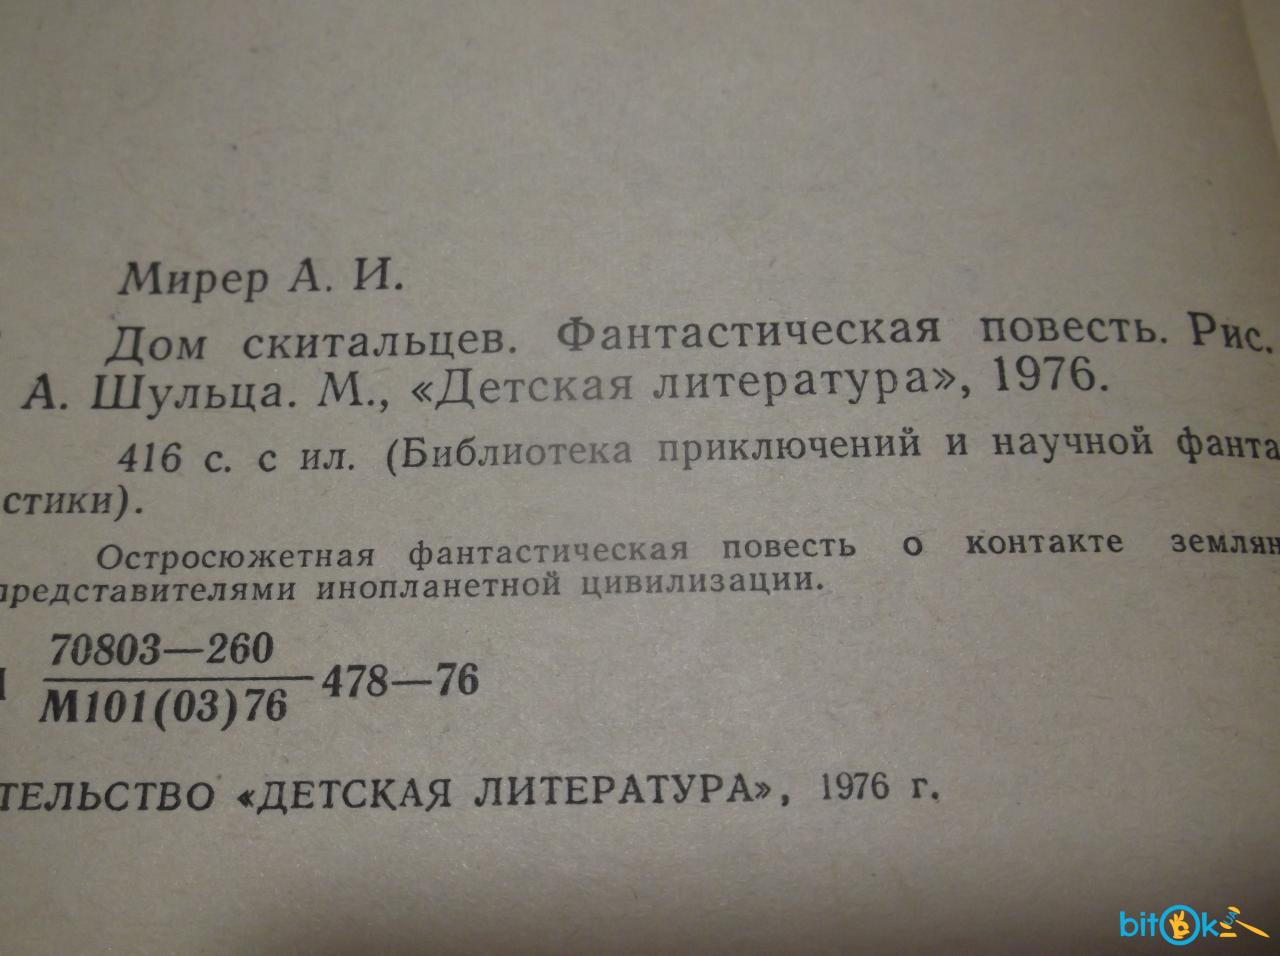 Мирер А. И.
Дом скитальцев. Фантастическая повесть. Рис.
А. Шульца. М., «Детская литература», 1976.
416 с. с ил. (Библиотека приключений и научной фанта
стики).
Остросюжетная фантастическая повесть о контакте землян
представителями инопланетной цивилизации.
70803—260
М101(03)76
478—76
ТЕЛЬСТВО «ДЕТСКАЯ ЛИТЕРАТУРА», 1976 г.
bitOk